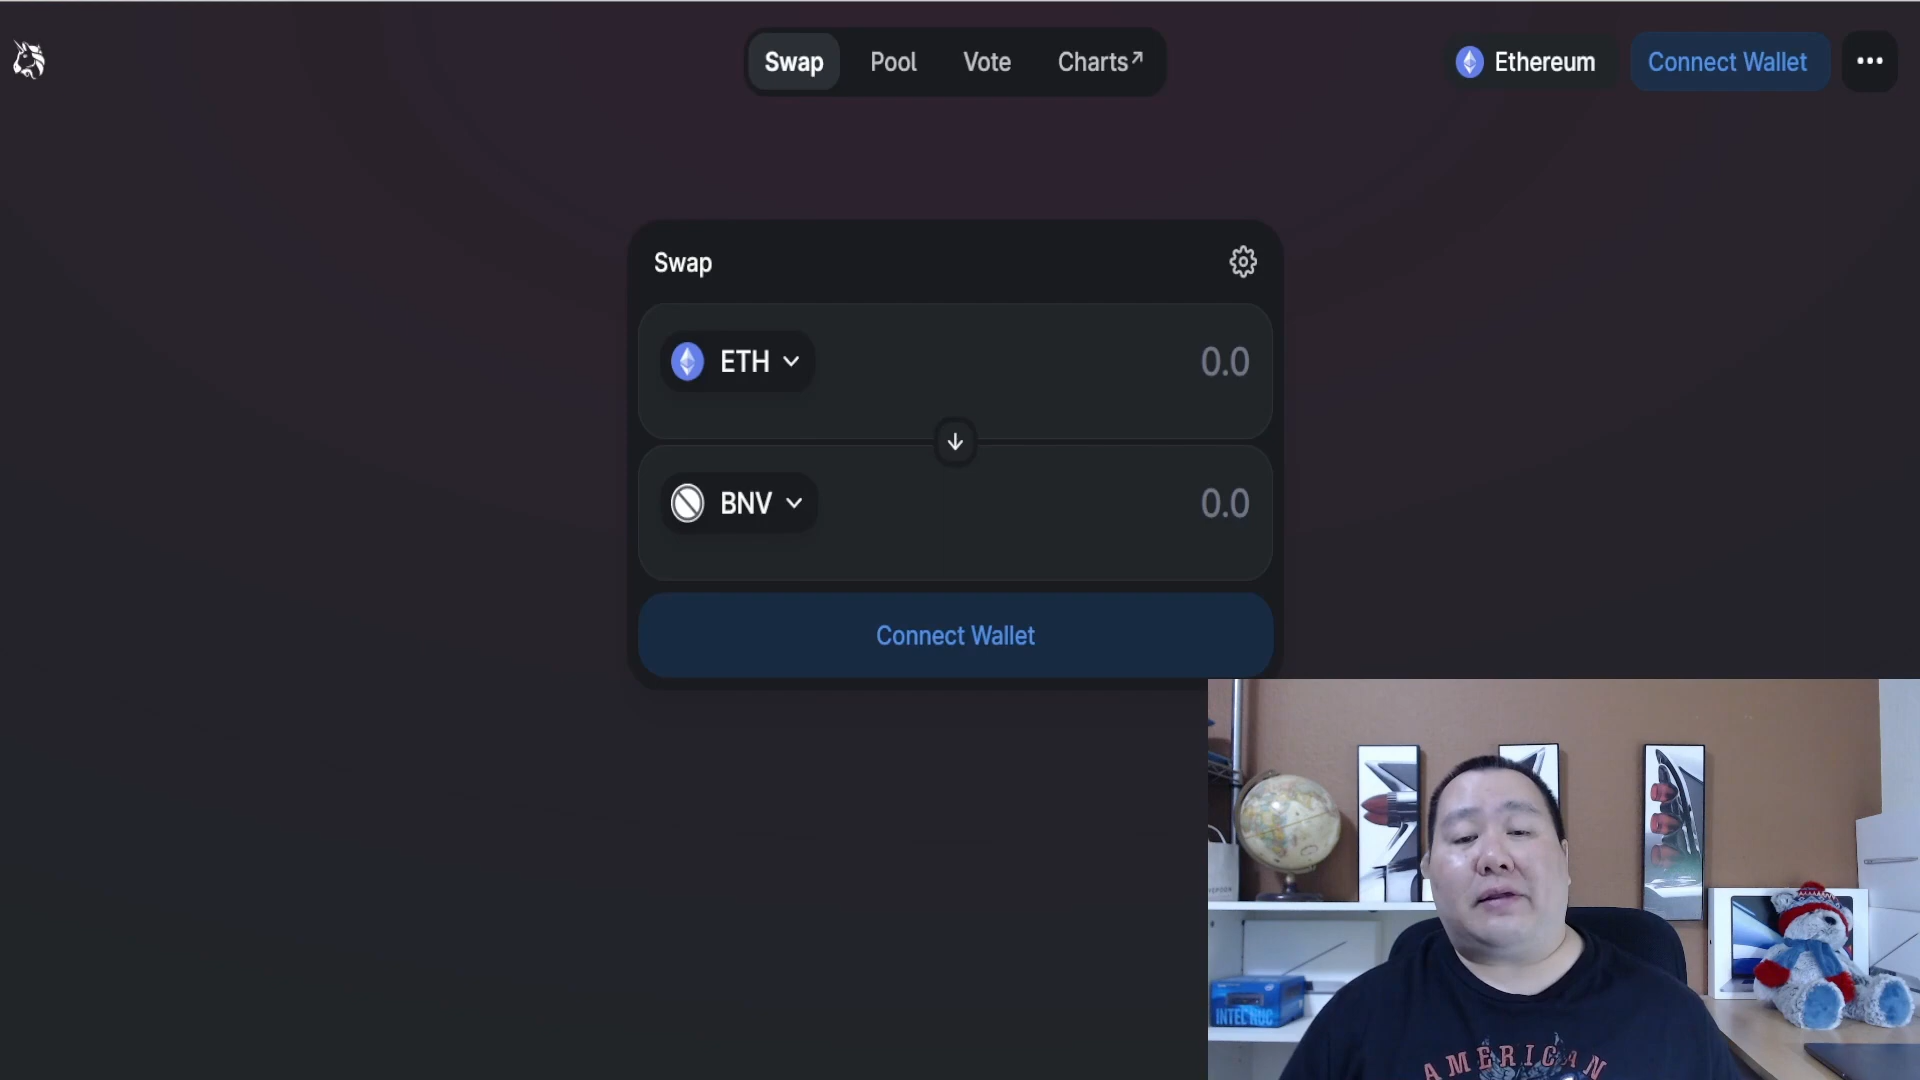 Swap Pool Vote Charts↗ Ethereum Connect Wallet
Swap
ETH 0.0
BNV 0.0
Connect Wallet
INTEL NUC
AMERICAN